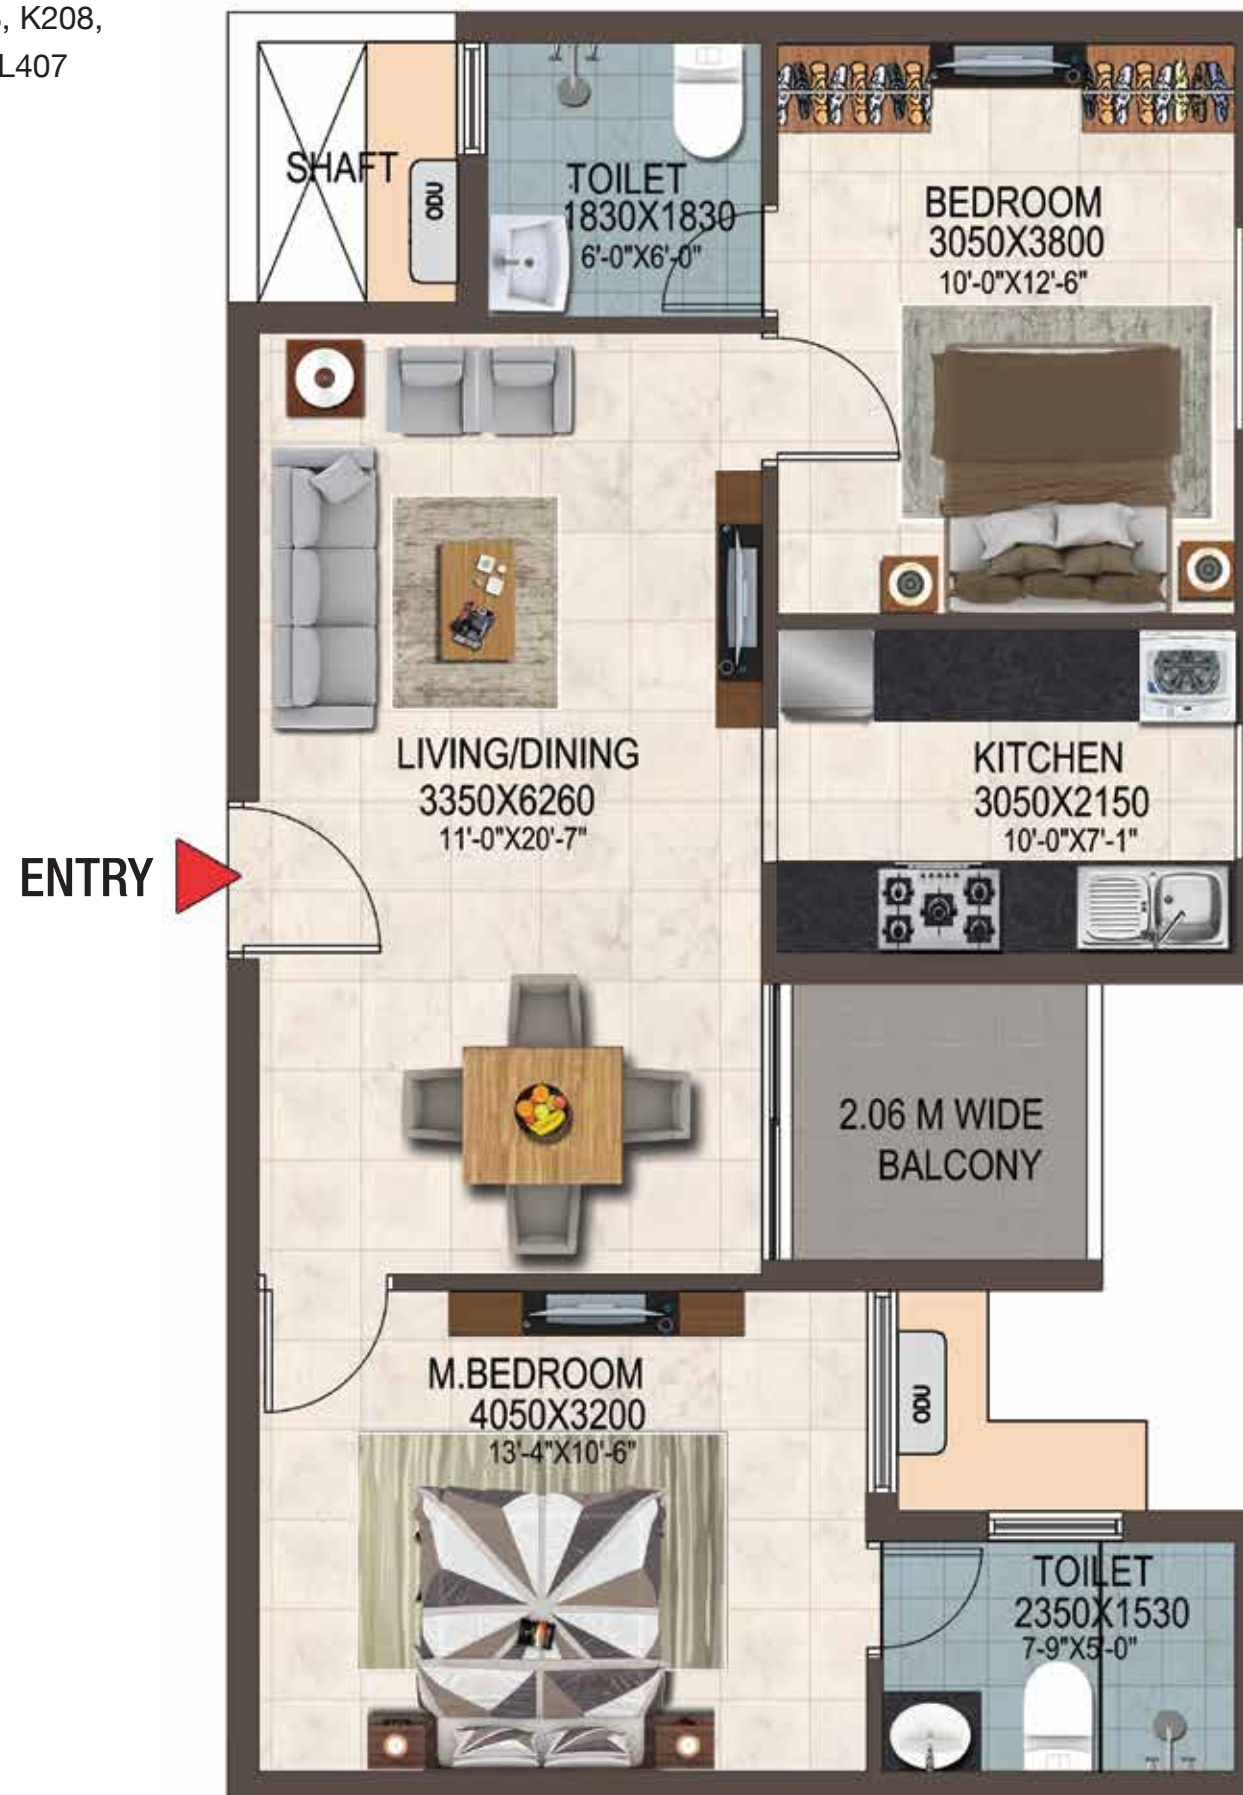 K208,
L407
SHAFT
ODU
TOILET
1830X1830
6'-0"X6'-0"
BEDROOM
3050X3800
10'-0"X12'-6"
LIVING/DINING
3350X6260
11'-0"X20'-7"
KITCHEN
3050X2150
10'-0"X7'-1"
ENTRY
2.06 M WIDE
BALCONY
M.BEDROOM
4050X3200
13'-4"X10'-6"
ODU
TOILET
2350X1530
7-9"X5'-0"